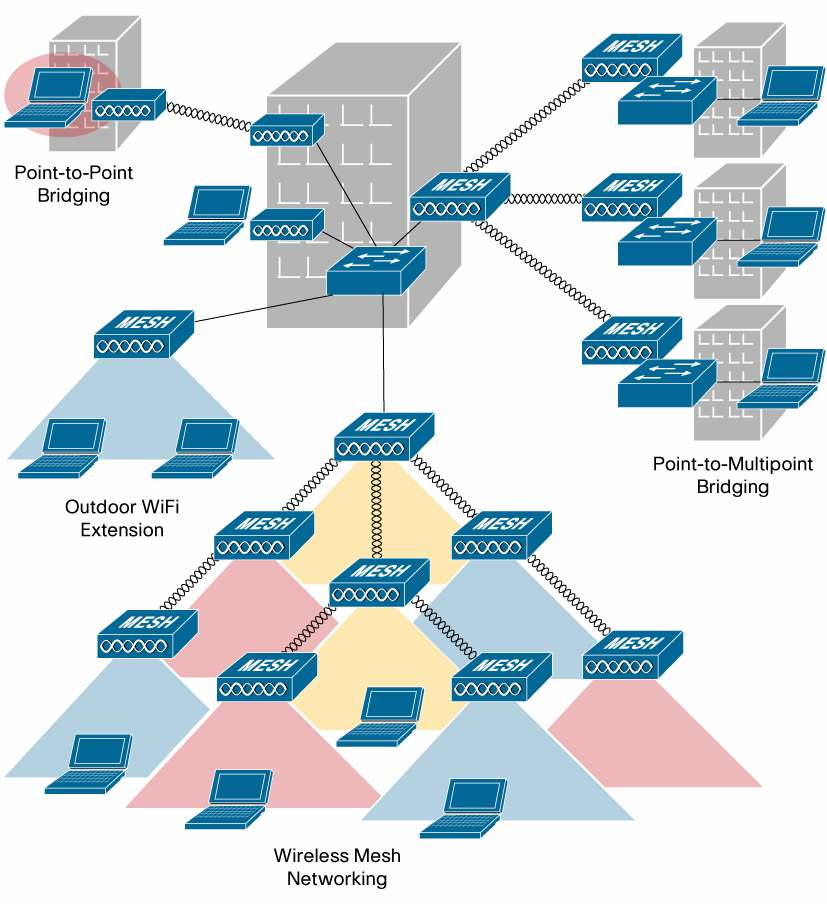 MESH
Point-to-Point
Bridging
MESH
MESH
MESH
MESH
Point-to-Multipoint
Bridging
Outdoor WiFi
Extension
MESH
MESH
MESH
MESH
MESH
MESH
MESH
MESH
Wireless Mesh
Networking